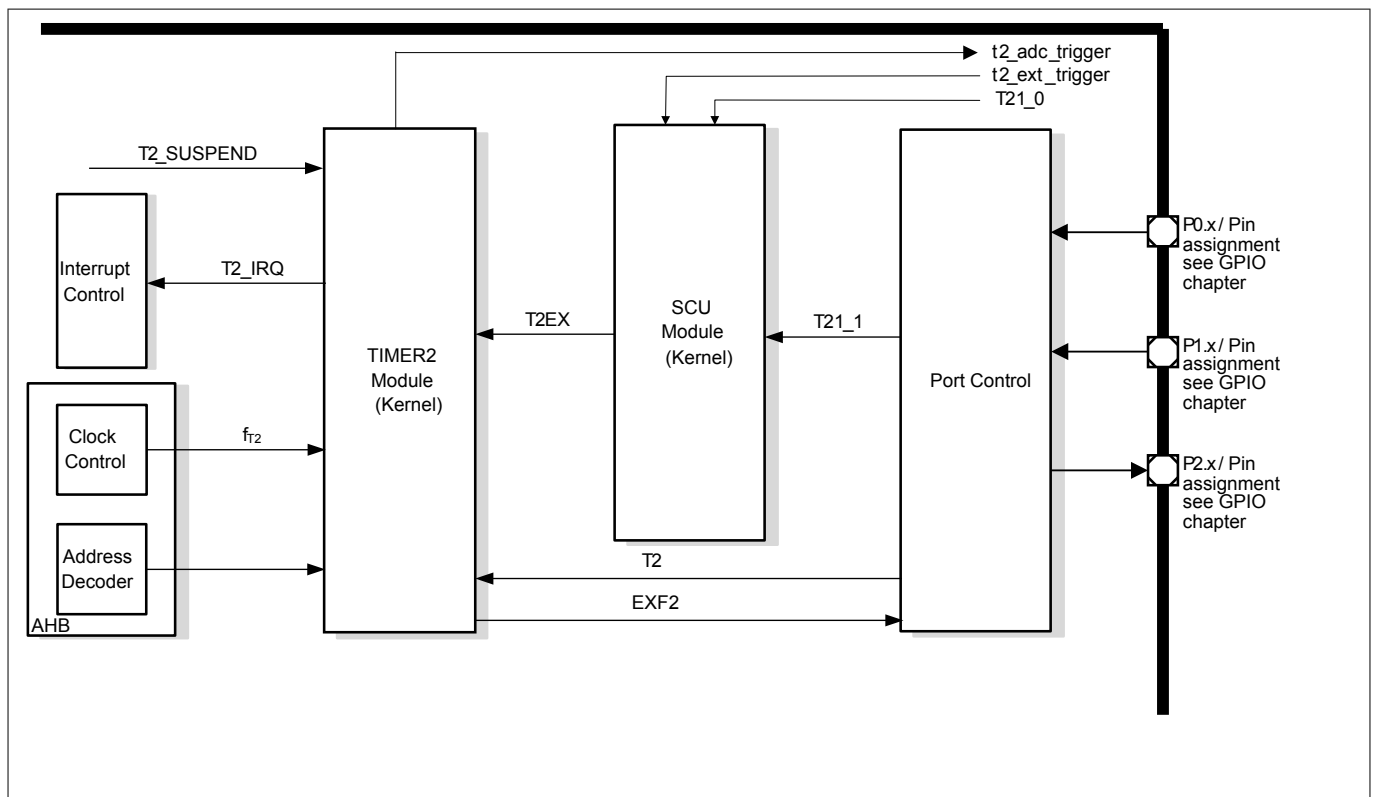 t2_adc_trigger
t2_ext_trigger
T21_0
T2_SUSPEND
Interrupt
Control
T2_IRQ
TIMER2
Module
(Kernel)
T2EX
SCU
Module
(Kernel)
T21_1
Port Control
P0.x / Pin
assignment
see GPIO
chapter
P1.x / Pin
assignment
see GPIO
chapter
P2.x / Pin
assignment
see GPIO
chapter
Clock
Control
fT2
Address
Decoder
AHB
T2
EXF2